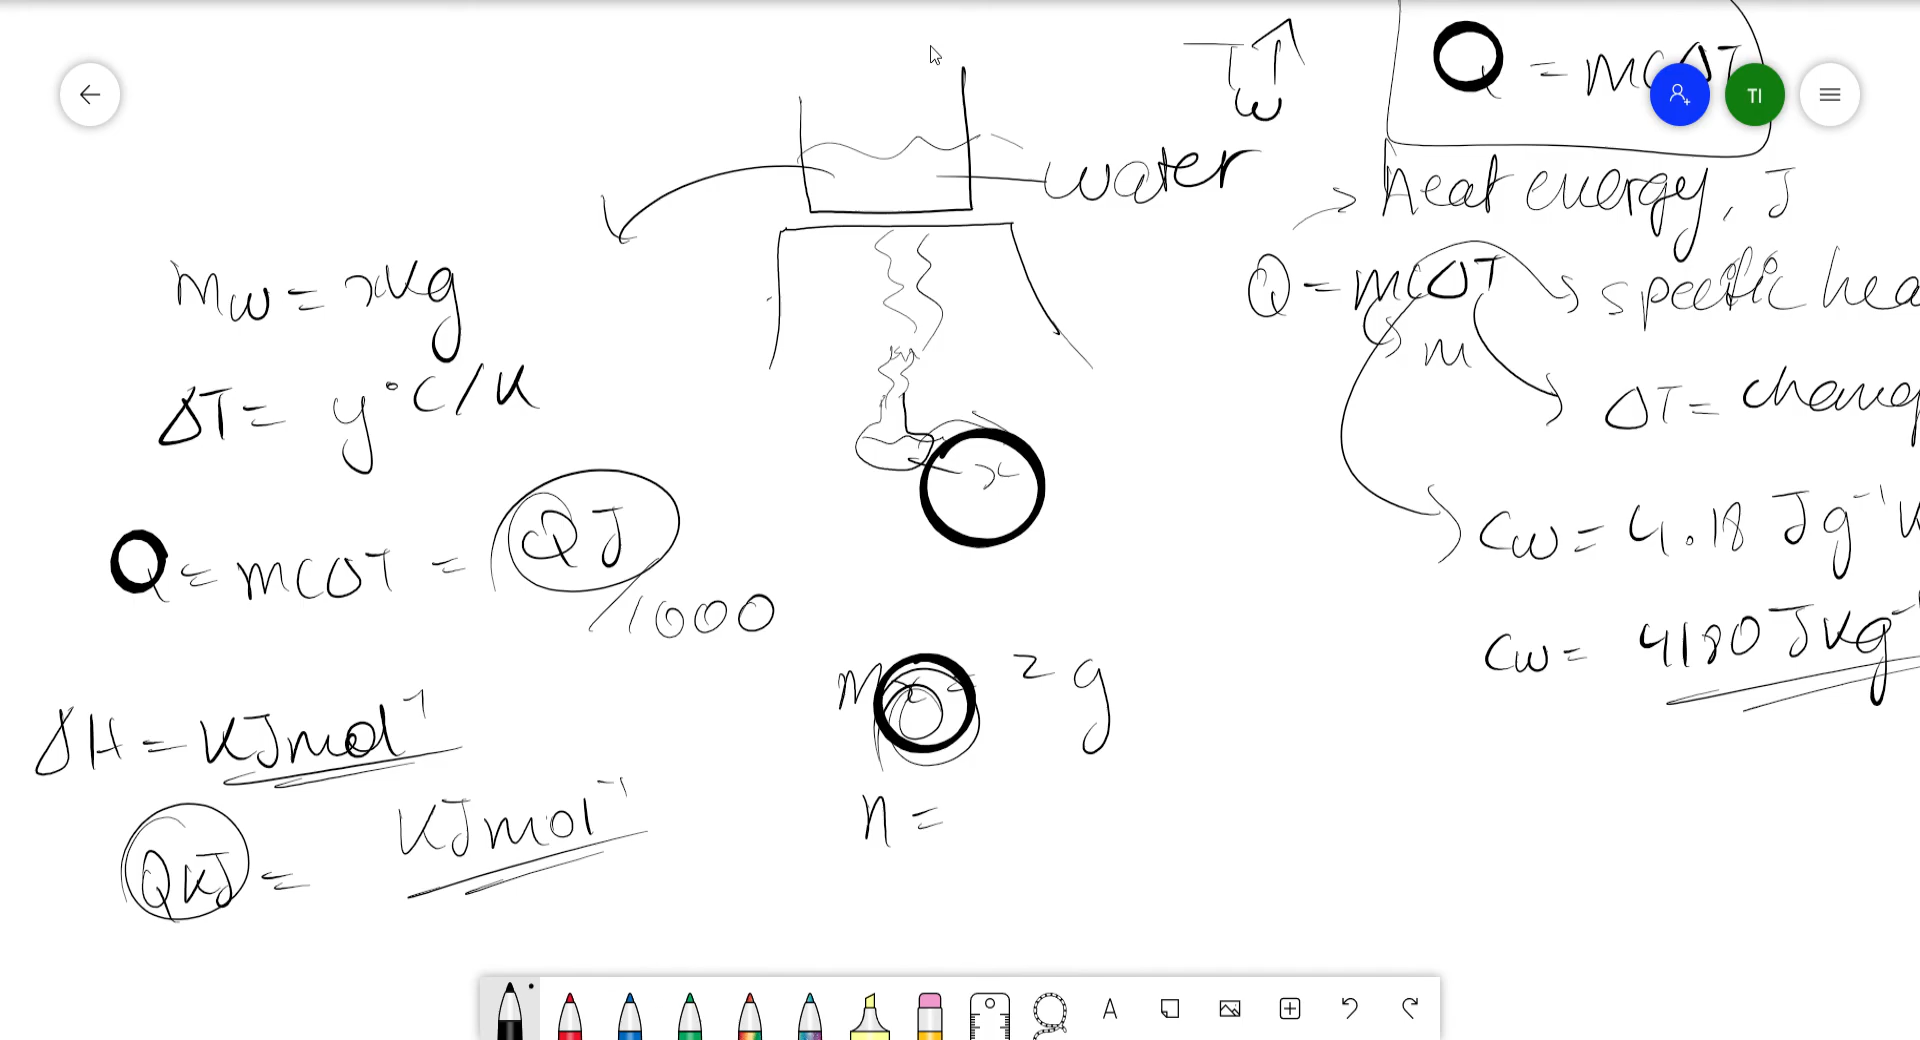 T↑
w
Q = mCΔT
TI
water
heat energy, J
mw = xkg
Q = mCΔT
specific hea
m
ΔT = y°C/K
ΔT = chang
x
Q = mCΔT = QJ
/1000
Cw = 4.18 Jg⁻¹K
Cw = 4180 JKg⁻¹
g
ΔH = KJmol⁻¹
n =
QKJ =
KJmol⁻¹
A